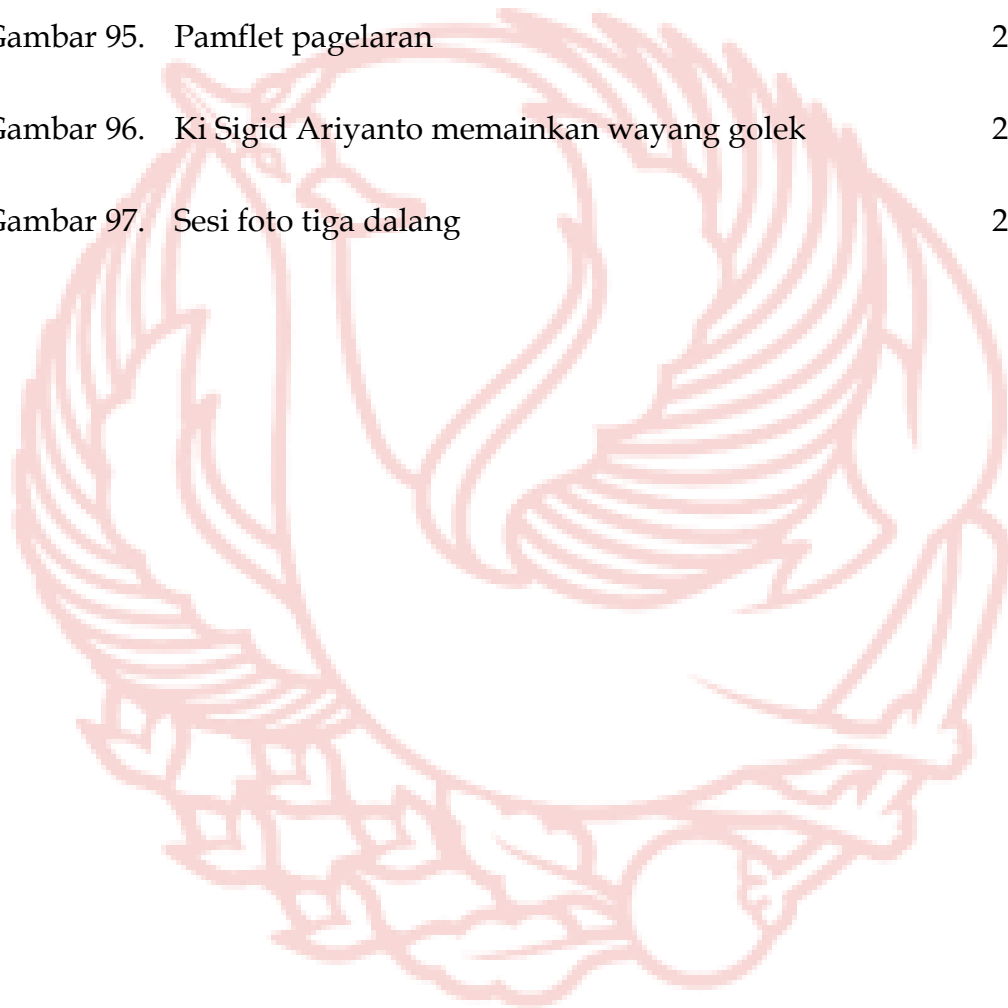 Gambar 95. Pamflet pagelaran 2
Gambar 96. Ki Sigid Ariyanto memainkan wayang golek 2
Gambar 97. Sesi foto tiga dalang 2